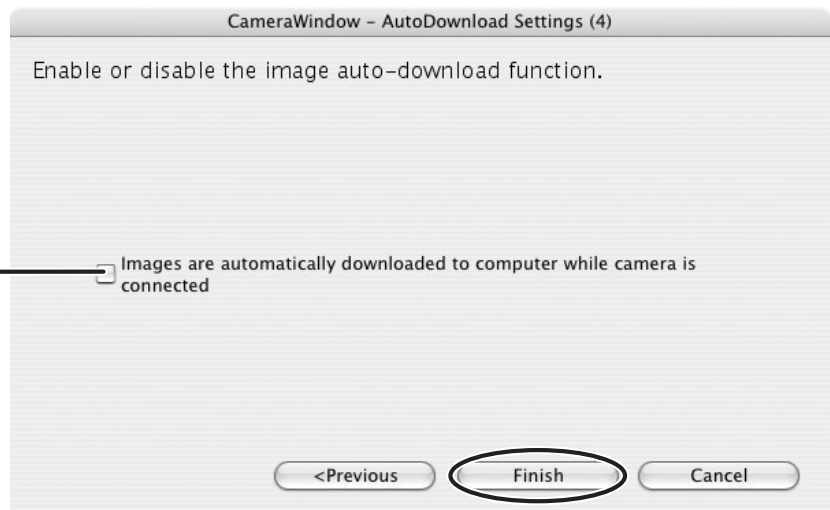 CameraWindow – AutoDownload Settings (4)
Enable or disable the image auto–download function.
Images are automatically downloaded to computer while camera is
connected
<Previous
Finish
Cancel